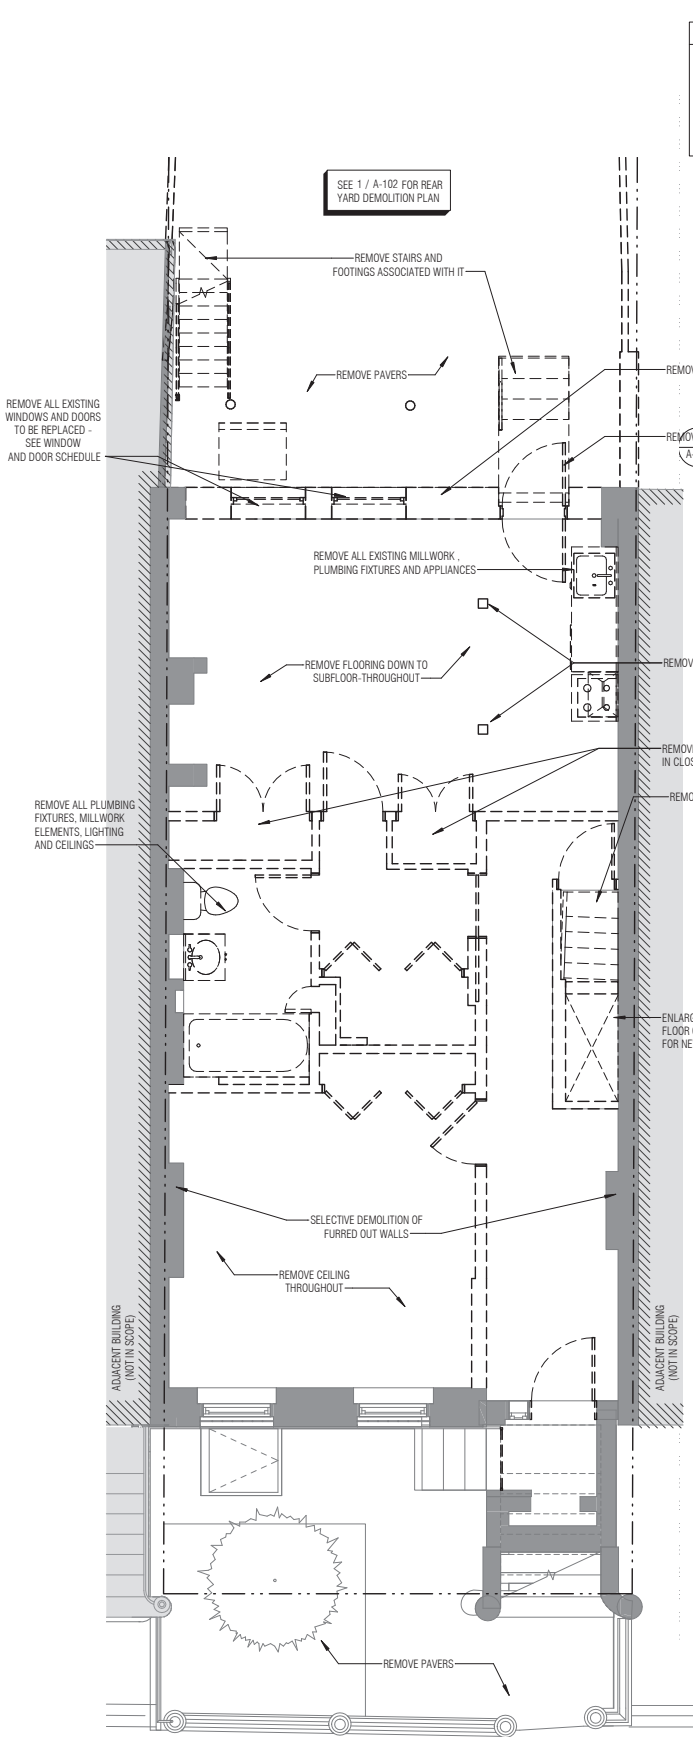 SEE 1 / A-102 FOR REAR
YARD DEMOLITION PLAN
REMOVE STAIRS AND
FOOTINGS ASSOCIATED WITH IT
REMOVE PAVERS
REMOVE ALL EXISTING
WINDOWS AND DOORS
TO BE REPLACED -
SEE WINDOW
AND DOOR SCHEDULE
REMOVE ALL EXISTING MILLWORK ,
PLUMBING FIXTURES AND APPLIANCES
REMOVE FLOORING DOWN TO
SUBFLOOR-THROUGHOUT
IN
REMOVE ALL PLUMBING
FIXTURES, MILLWORK
ELEMENTS, LIGHTING
AND CEILINGS
FLOOR
FOR
SELECTIVE DEMOLITION OF
FURRED OUT WALLS
REMOVE CEILING
THROUGHOUT
ADJACENT BUILDING
(NOT IN SCOPE)
ADJACENT BUILDING
(NOT IN SCOPE)
REMOVE PAVERS